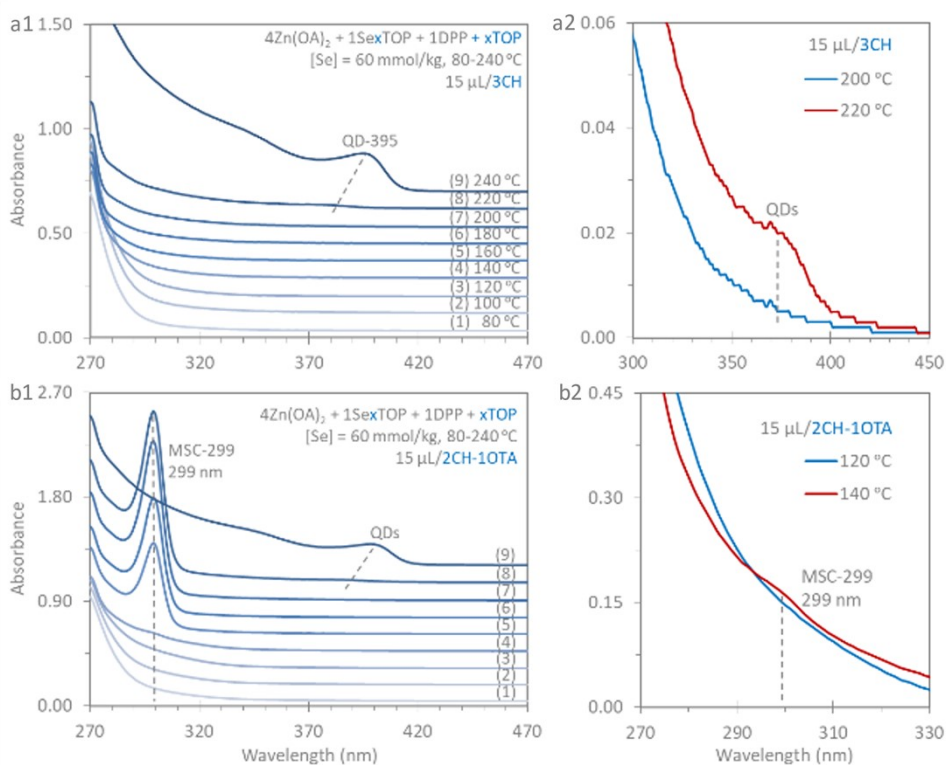 a1
1.50
1.00
0.50
0.00
Absorbance
4Zn(OA)₂ + 1SexTOP + 1DPP + xTOP
[Se] = 60 mmol/kg, 80-240 °C
15 μL/3CH
QD-395
(9) 240 °C
(8) 220 °C
(7) 200 °C
(6) 180 °C
(5) 160 °C
(4) 140 °C
(3) 120 °C
(2) 100 °C
(1) 80 °C
270 320 370 420 470
a2
0.06
0.04
0.02
0.00
15 μL/3CH
200 °C
220 °C
QDs
300 350 400 450
b1
2.70
1.80
0.90
0.00
Absorbance
4Zn(OA)₂ + 1SexTOP + 1DPP + xTOP
[Se] = 60 mmol/kg, 80-240 °C
15 μL/2CH-1OTA
MSC-299
299 nm
QDs
(9)
(8)
(7)
(6)
(5)
(4)
(3)
(2)
(1)
270 320 370 420 470
Wavelength (nm)
b2
0.45
0.30
0.15
0.00
15 μL/2CH-1OTA
120 °C
140 °C
MSC-299
299 nm
270 290 310 330
Wavelength (nm)